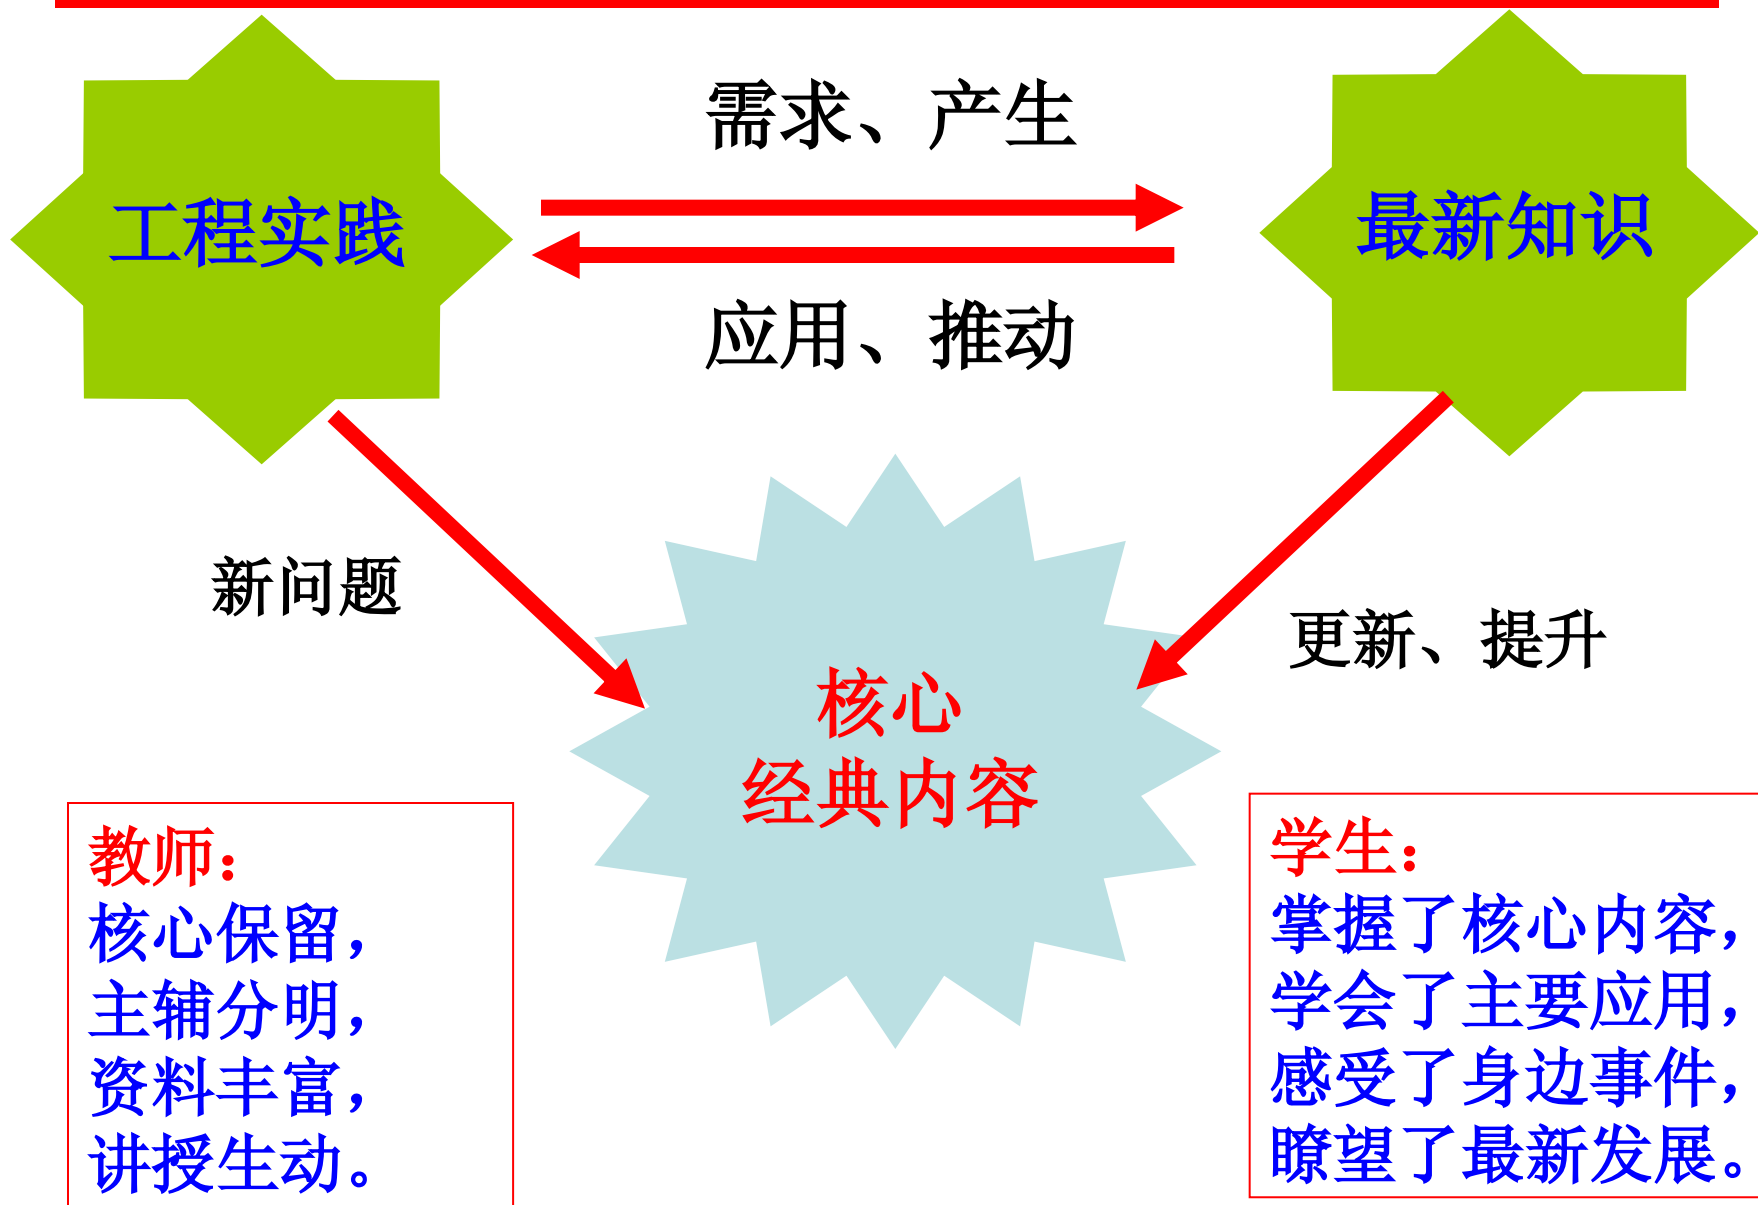 需求、产生
工程实践
最新知识
应用、推动
新问题
更新、提升
核心
经典内容
教师：
核心保留，
主辅分明，
资料丰富，
讲授生动。
学生：
掌握了核心内容，
学会了主要应用，
感受了身边事件，
瞭望了最新发展。